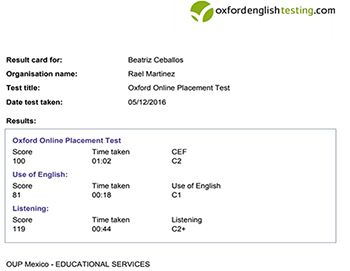 oxfordenglishtesting.com
Result card for: Beatriz Ceballos
Organisation name: Rael Martinez
Test title: Oxford Online Placement Test
Date test taken: 05/12/2016
Results:
Oxford Online Placement Test
Score Time taken CEF
100 01:02 C2
Use of English:
Score Time taken Use of English
81 00:18 C1
Listening:
Score Time taken Listening
119 00:44 C2+
OUP Mexico - EDUCATIONAL SERVICES